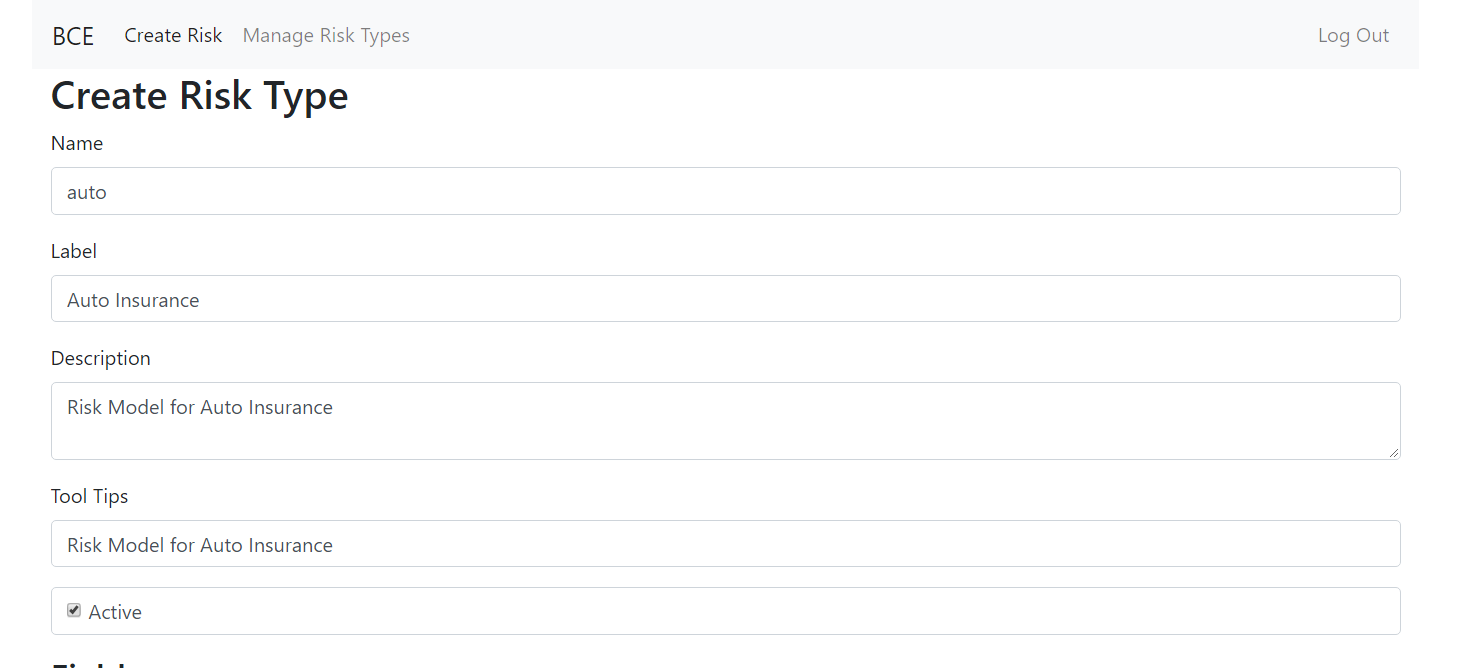 BCE Create Risk Manage Risk Types Log Out
Create Risk Type
Name
auto
Label
Auto Insurance
Description
Risk Model for Auto Insurance
Tool Tips
Risk Model for Auto Insurance
Active